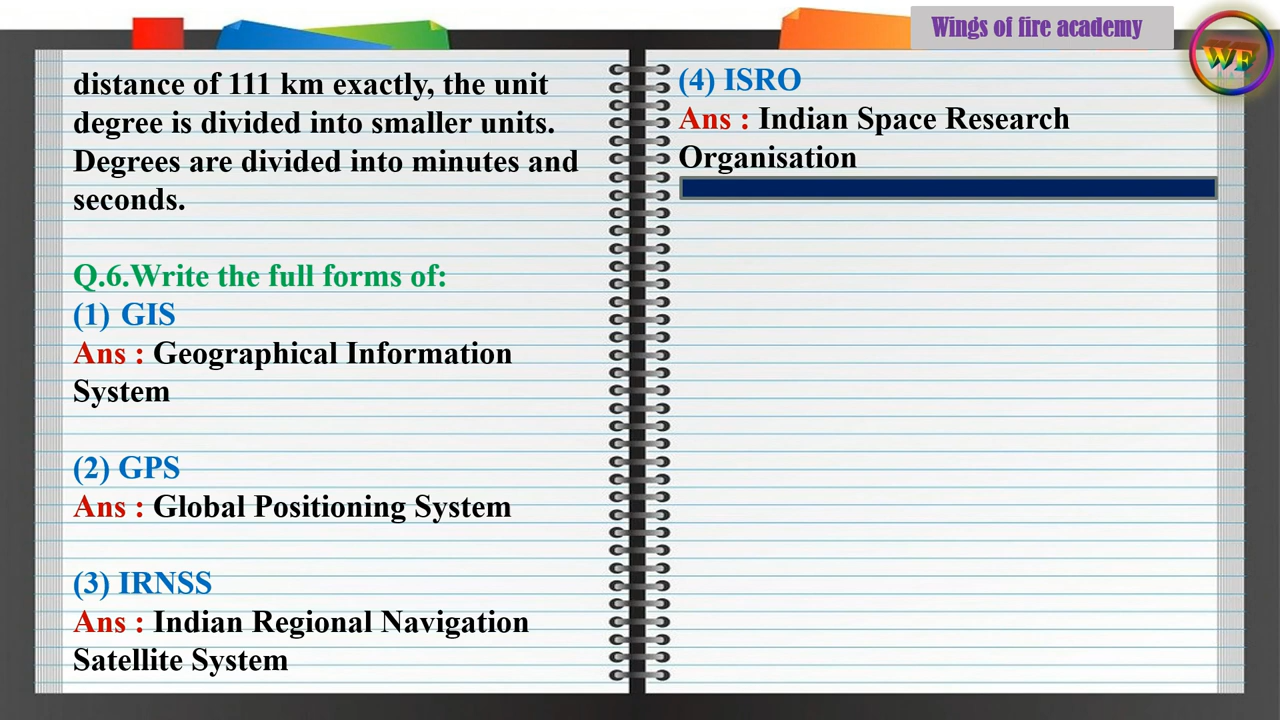 Wings of fire academy
WF
distance of 111 km exactly, the unit
degree is divided into smaller units.
Degrees are divided into minutes and
seconds.
Q.6.Write the full forms of:
(1) GIS
Ans : Geographical Information
System
(2) GPS
Ans : Global Positioning System
(3) IRNSS
Ans : Indian Regional Navigation
Satellite System
(4) ISRO
Ans : Indian Space Research
Organisation